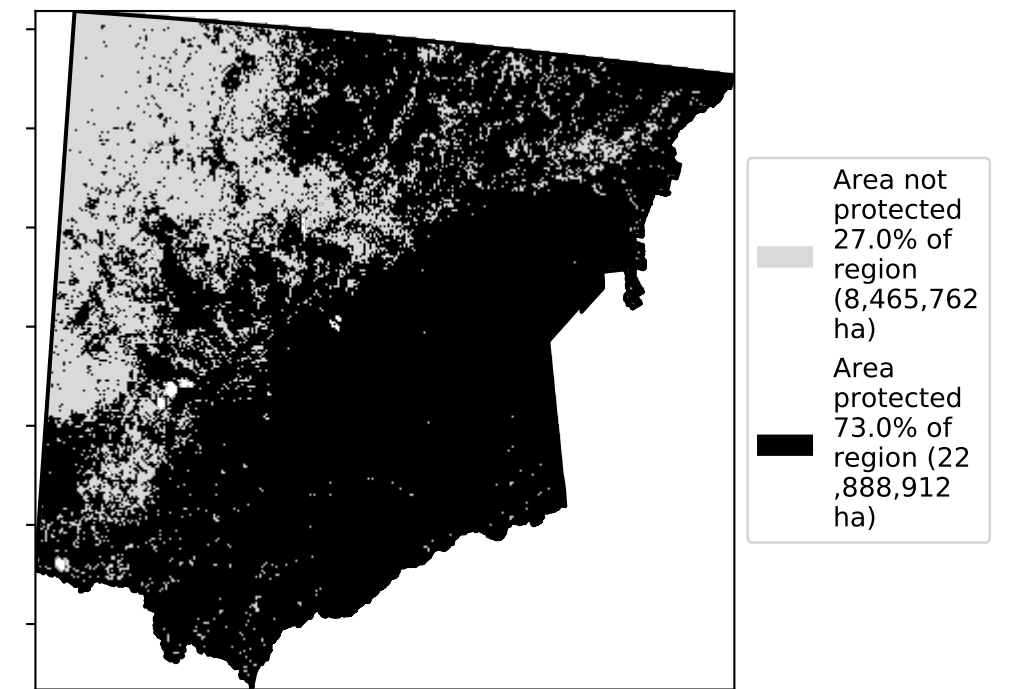 Area not
protected
27.0% of
region
(8,465,762
ha)
Area
protected
73.0% of
region (22
,888,912
ha)